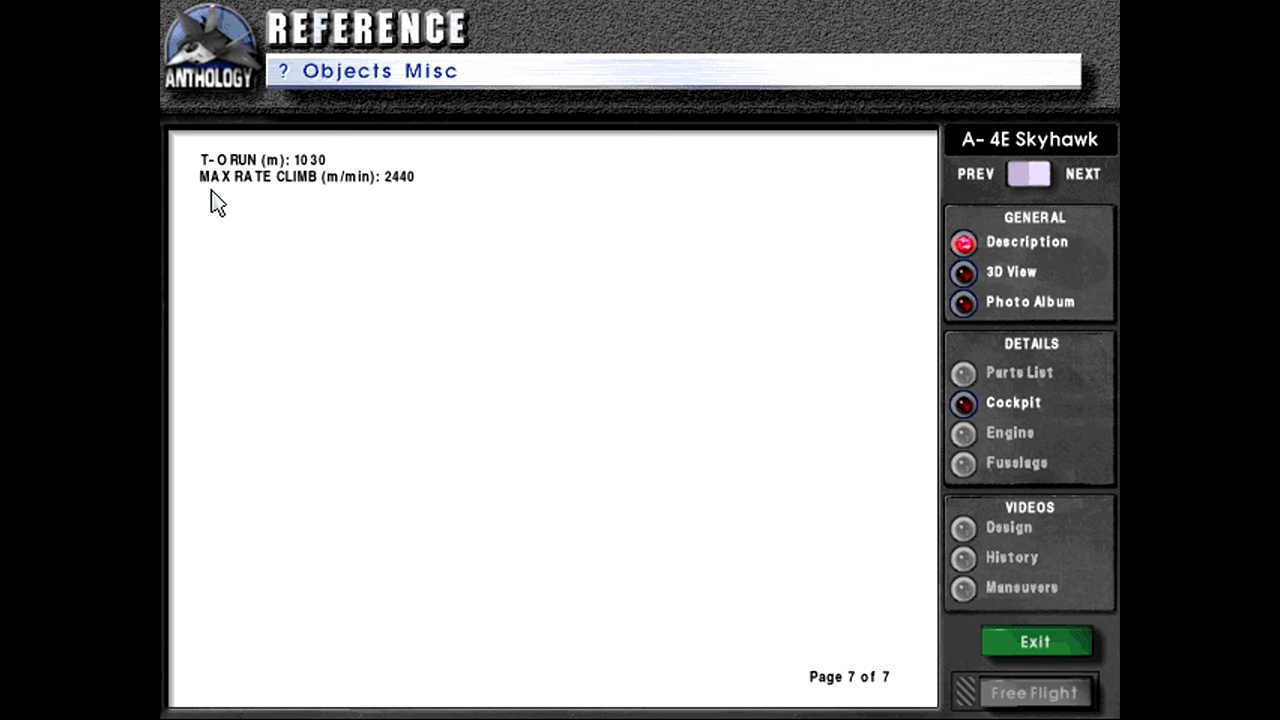 REFERENCE
ANTHOLOGY
? Objects Misc
T-O RUN (m): 1030
MAX RATE CLIMB (m/min): 2440
Page 7 of 7
A- 4E Skyhawk
PREV NEXT
GENERAL
Description
3D View
Photo Album
DETAILS
Parts List
Cockpit
Engine
Fuselage
VIDEOS
Design
History
Maneuvers
Exit
Free Flight